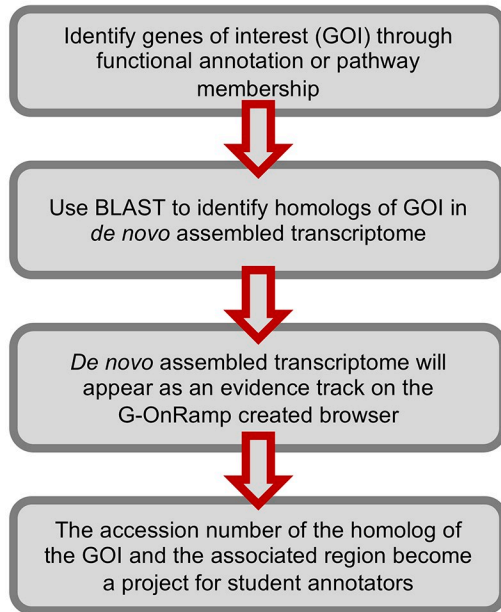 Identify genes of interest (GOI) through
functional annotation or pathway
membership
Use BLAST to identify homologs of GOI in
de novo assembled transcriptome
De novo assembled transcriptome will
appear as an evidence track on the
G-OnRamp created browser
The accession number of the homolog of
the GOI and the associated region become
a project for student annotators